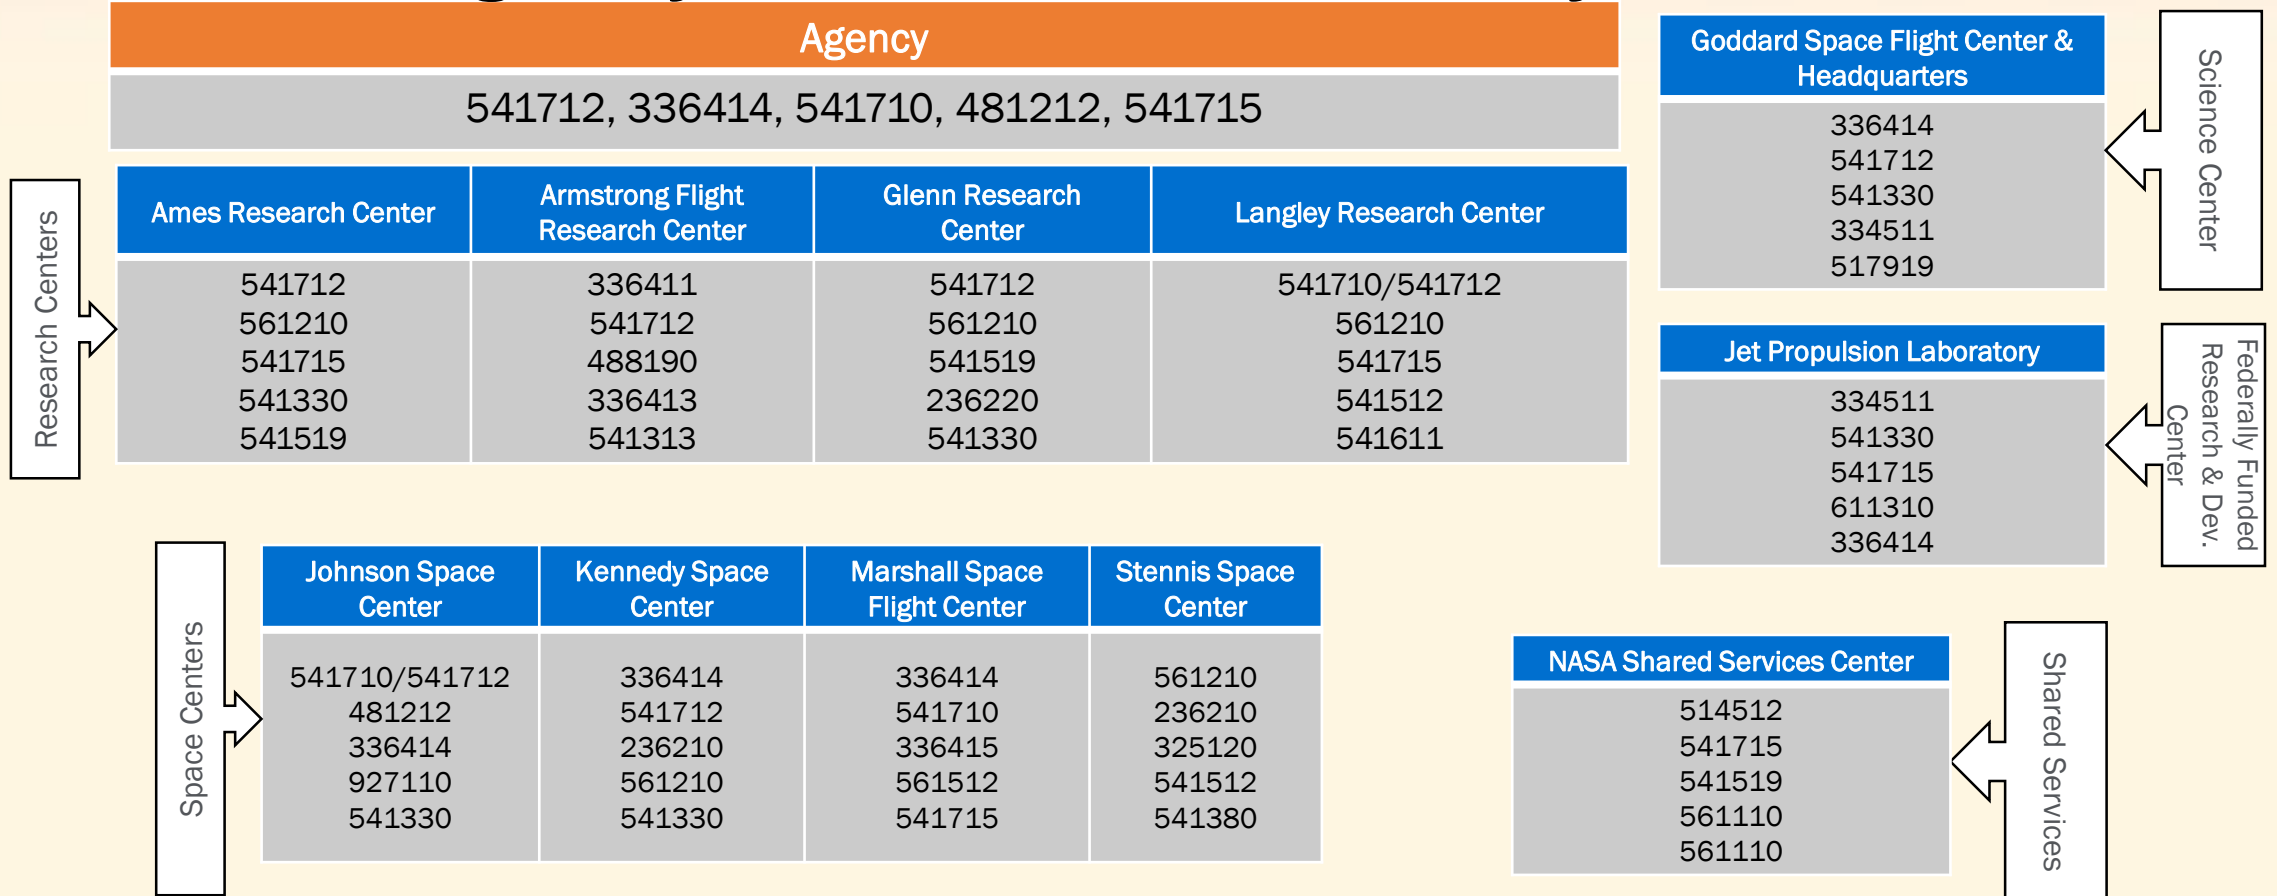 Agency
541712, 336414, 541710, 481212, 541715
Research Centers
Ames Research Center
541712
561210
541715
541330
541519
Armstrong Flight
Research Center
336411
541712
488190
336413
541313
Glenn Research
Center
541712
561210
541519
236220
541330
Langley Research Center
541710/541712
561210
541715
541512
541611
Goddard Space Flight Center &
Headquarters
336414
541712
541330
334511
517919
Science Center
Jet Propulsion Laboratory
334511
541330
541715
611310
336414
Federally Funded
Research & Dev.
Center
Space Centers
Johnson Space
Center
541710/541712
481212
336414
927110
541330
Kennedy Space
Center
336414
541712
236210
561210
541330
Marshall Space
Flight Center
336414
541710
336415
561512
541715
Stennis Space
Center
561210
236210
325120
541512
541380
NASA Shared Services Center
514512
541715
541519
561110
561110
Shared Services